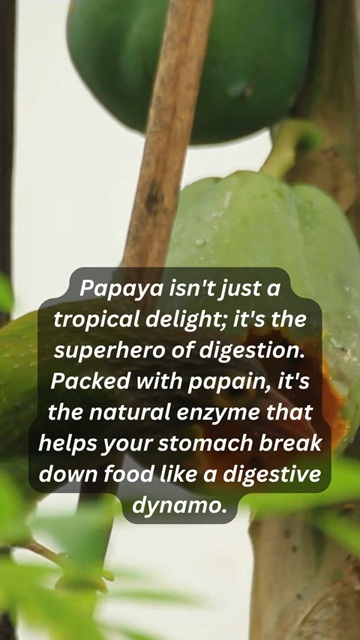 Papaya isn't just a
tropical delight; it's the
superhero of digestion.
Packed with papain, it's
the natural enzyme that
helps your stomach break
down food like a digestive
dynamo.